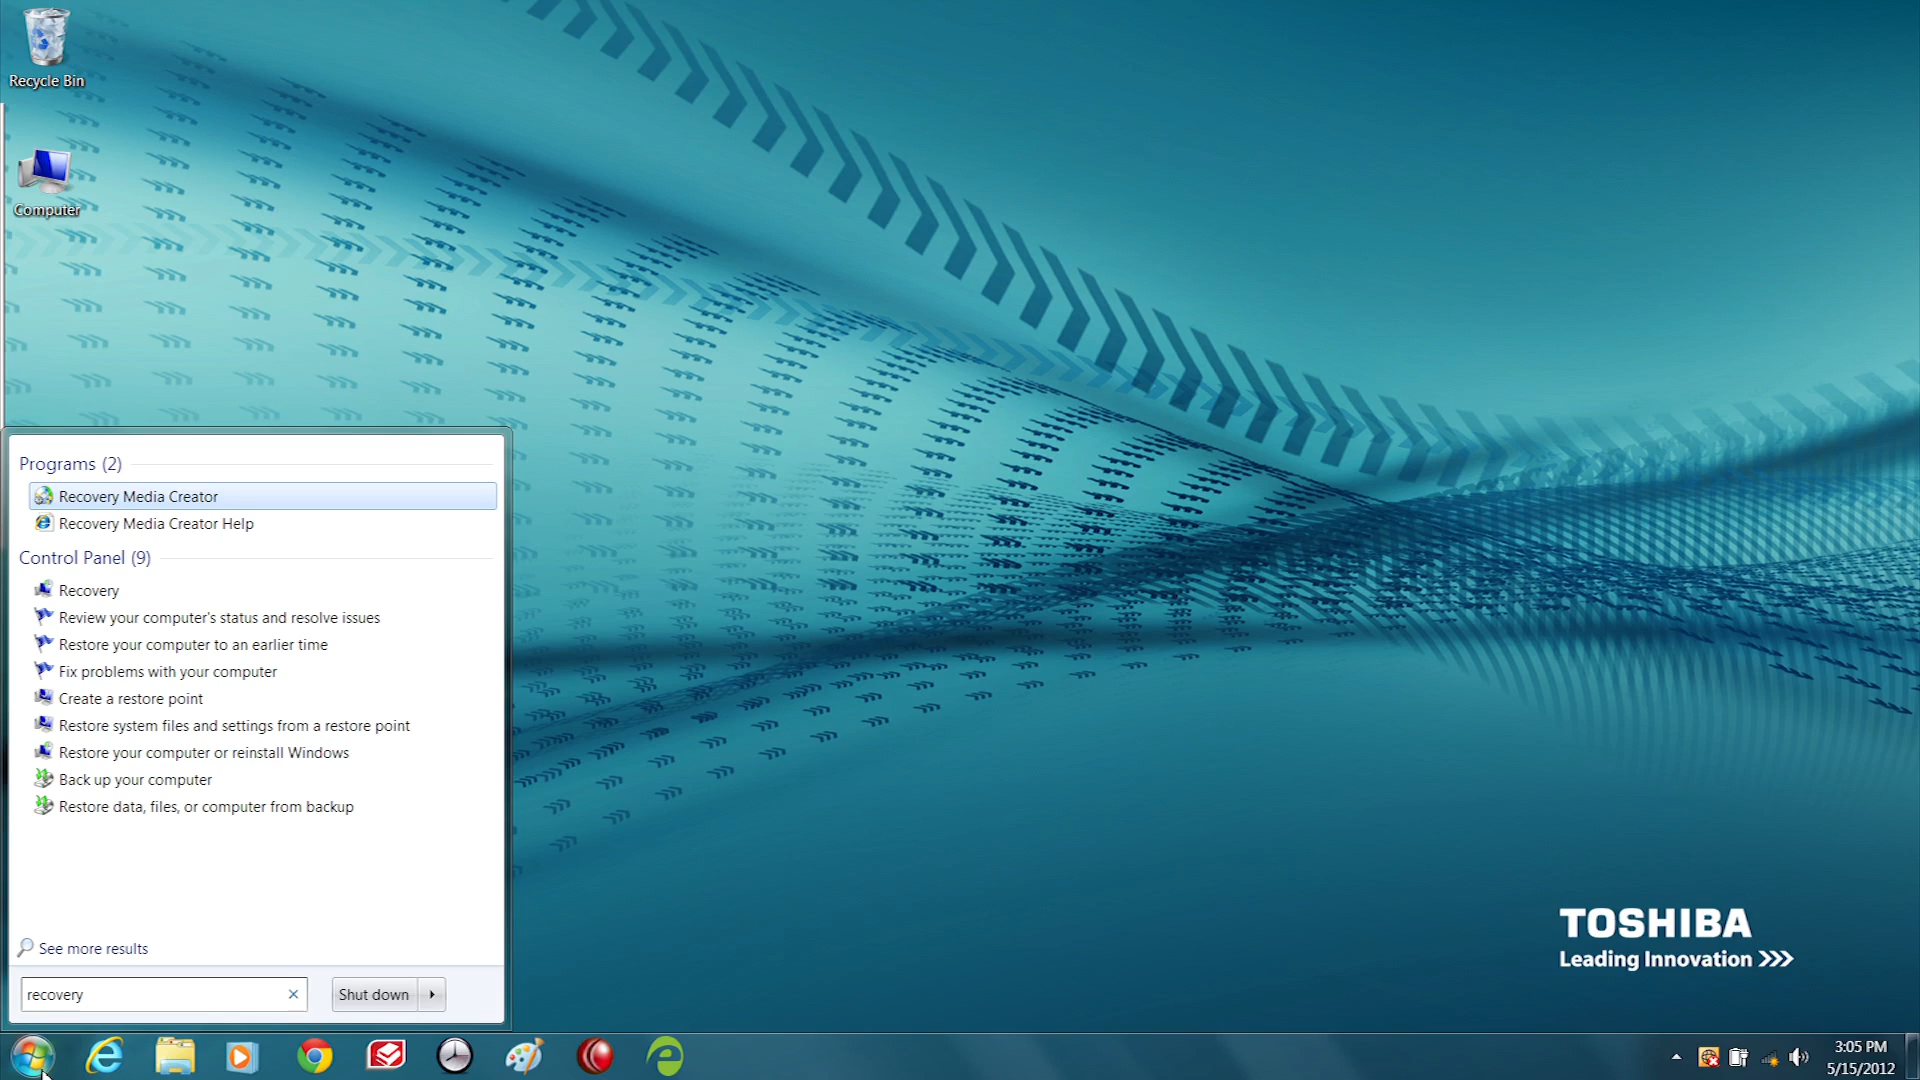 Recycle Bin
Computer
Programs (2)
Recovery Media Creator
Recovery Media Creator Help
Control Panel (9)
Recovery
Review your computer's status and resolve issues
Restore your computer to an earlier time
Fix problems with your computer
Create a restore point
Restore system files and settings from a restore point
Restore your computer or reinstall Windows
Back up your computer
Restore data, files, or computer from backup
See more results
recovery
Shut down
TOSHIBA
Leading Innovation >>>
3:05 PM
5/15/2012